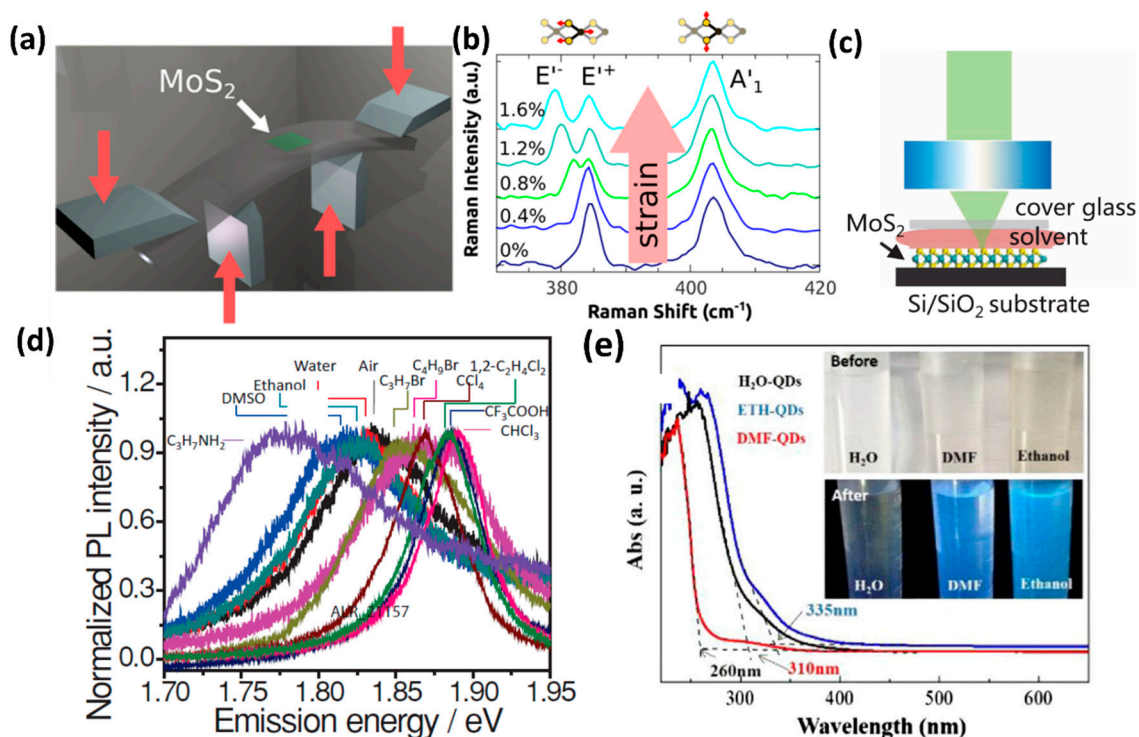 (a)
MoS2
(b)
Raman Intensity (a.u.)
E'- E'+
A'1
1.6%
1.2%
0.8%
0.4%
0%
strain
380 400 420
Raman Shift (cm-1)
(c)
cover glass
solvent
MoS2
Si/SiO2 substrate
(d)
Normalized PL intensity / a.u.
1.2
0.9
0.6
0.3
0.0
C3H7NH2
DMSO
Ethanol
Water
Air
C3H7Br
C4H9Br
CCl4
1,2-C2H4Cl2
CF3COOH
CHCl3
1.70 1.75 1.80 1.85 1.90 1.95
Emission energy / eV
(e)
Abs (a. u.)
H2O-QDs
ETH-QDs
DMF-QDs
Before
H2O DMF Ethanol
After
H2O DMF Ethanol
335nm
260nm 310nm
300 400 500 600
Wavelength (nm)